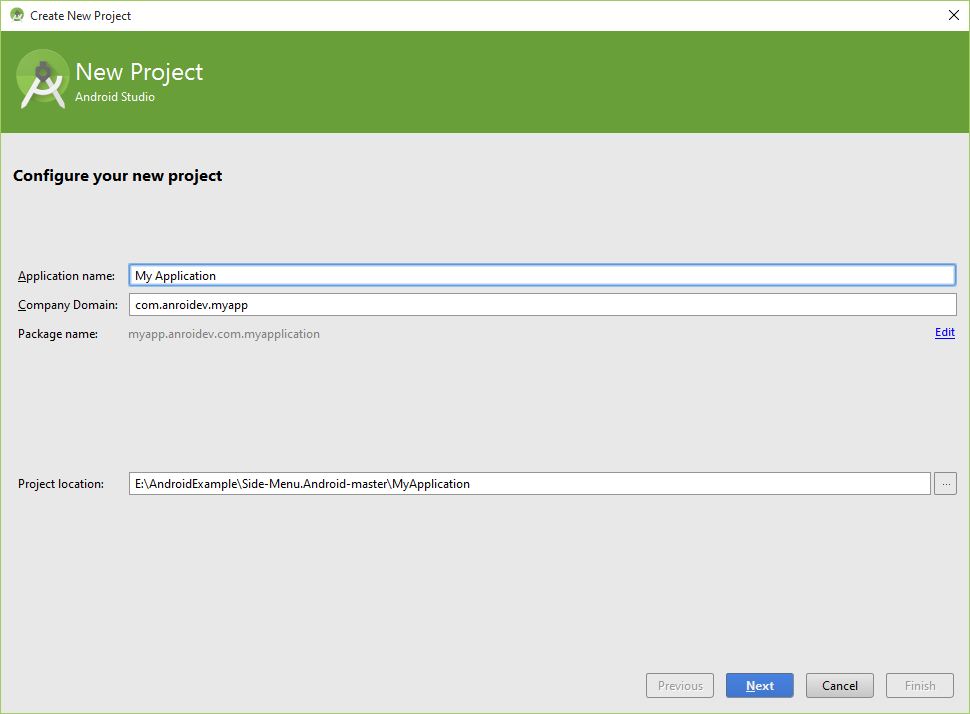 Create New Project
New Project
Android Studio
Configure your new project
Application name: My Application
Company Domain: com.anroidev.myapp
Package name: myapp.anroidev.com.myapplication Edit
Project location: E:\AndroidExample\Side-Menu.Android-master\MyApplication ...
Previous Next Cancel Finish